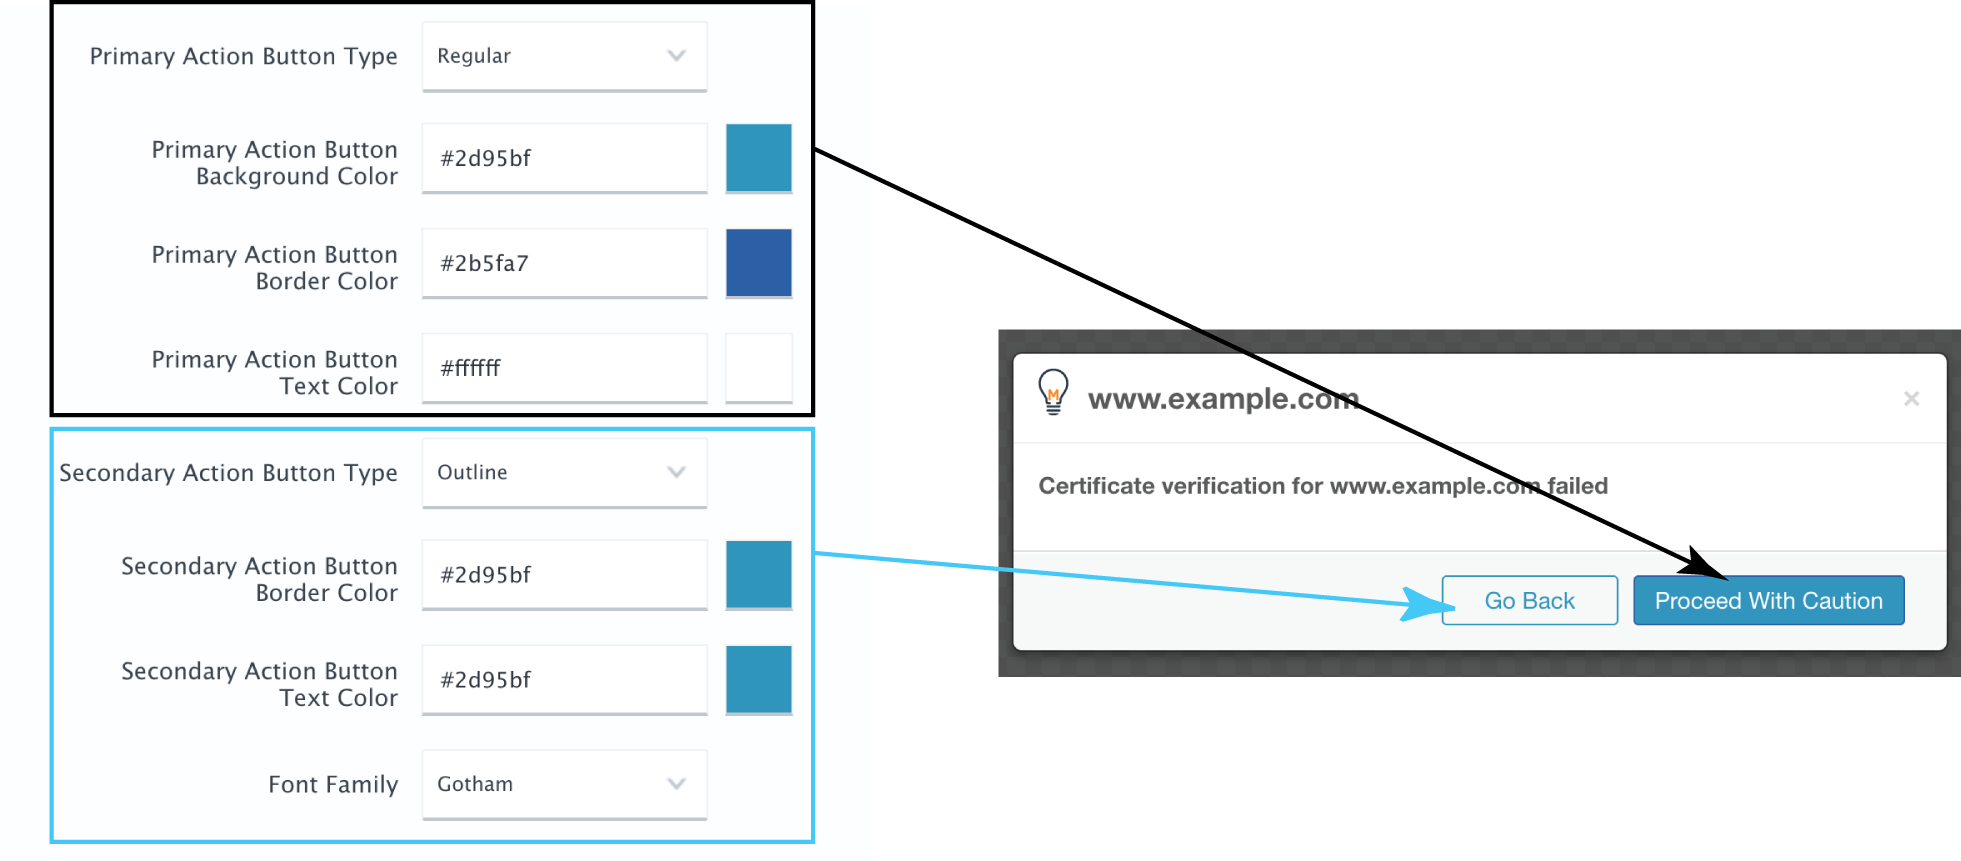 Primary Action Button Type
Regular
Primary Action Button
Background Color
#2d95bf
Primary Action Button
Border Color
#2b5fa7
Primary Action Button
Text Color
#ffffff
Secondary Action Button Type
Outline
Secondary Action Button
Border Color
#2d95bf
Secondary Action Button
Text Color
#2d95bf
Font Family
Gotham
M
www.example.com
×
Certificate verification for www.example.com failed
Go Back
Proceed With Caution